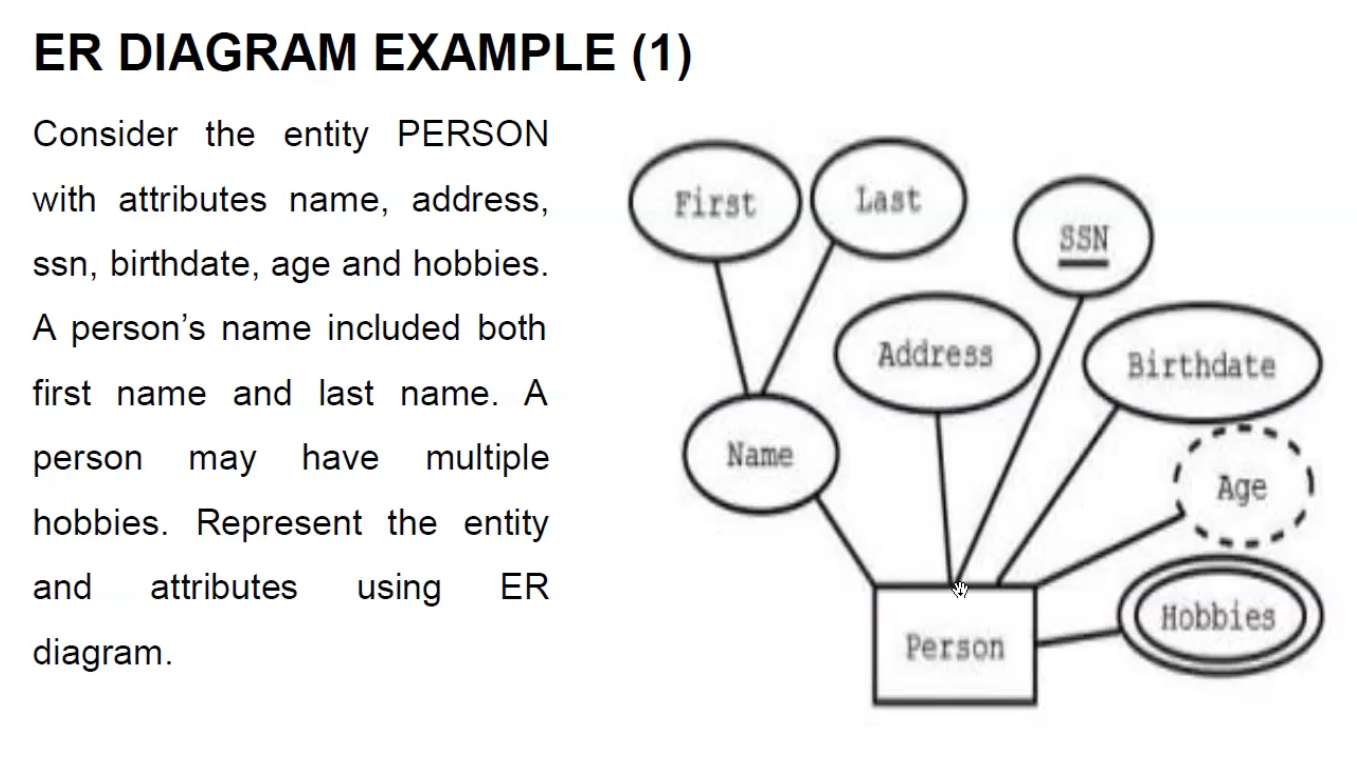 ER DIAGRAM EXAMPLE (1)
Consider the entity PERSON
with attributes name, address,
ssn, birthdate, age and hobbies.
A person’s name included both
first name and last name. A
person may have multiple
hobbies. Represent the entity
and attributes using ER
diagram.
First
Last
SSN
Address
Birthdate
Name
Age
Hobbies
Person